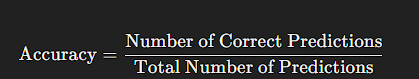 Accuracy = Number of Correct Predictions
Total Number of Predictions